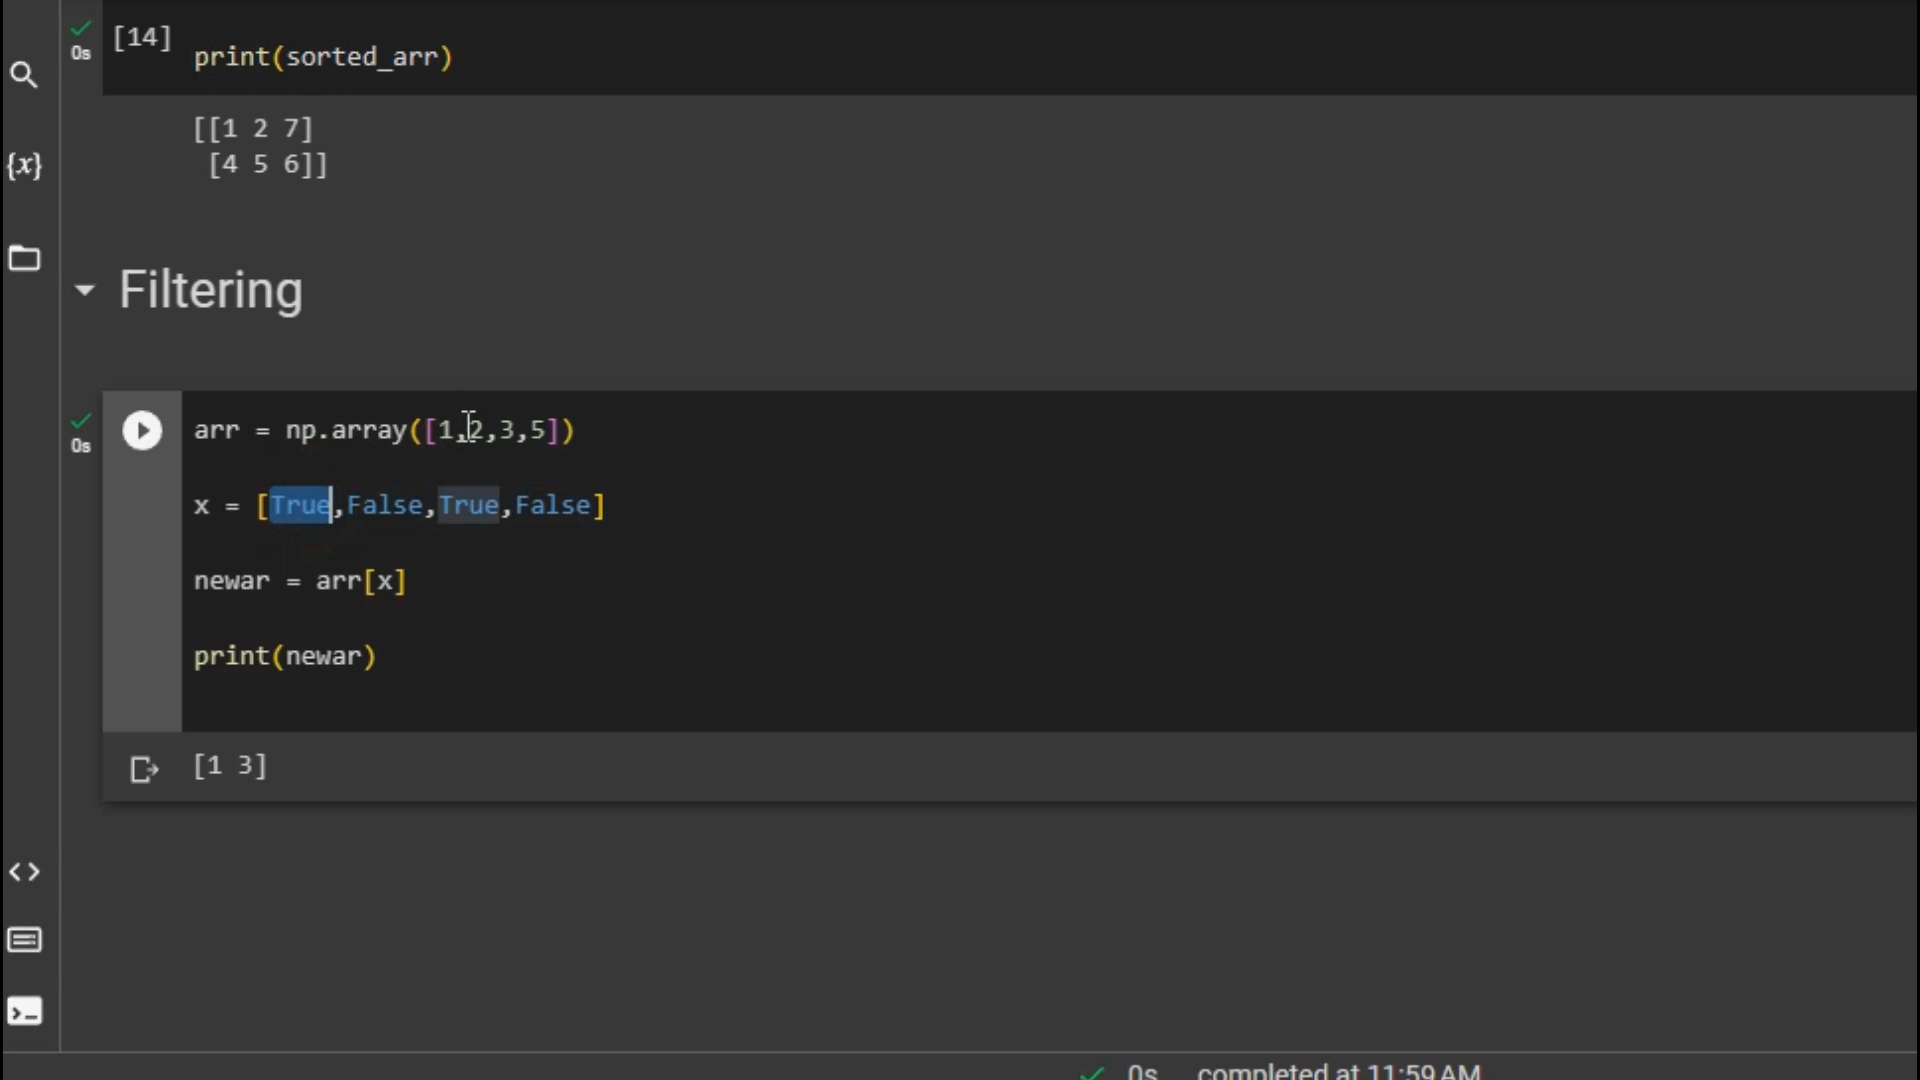 0s
[14]
print(sorted_arr)
[[1 2 7]
[4 5 6]]
{x}
Filtering
0s
arr = np.array([1,2,3,5])
x = [True,False,True,False]
newar = arr[x]
print(newar)
[1 3]
0s completed at 11:59 AM